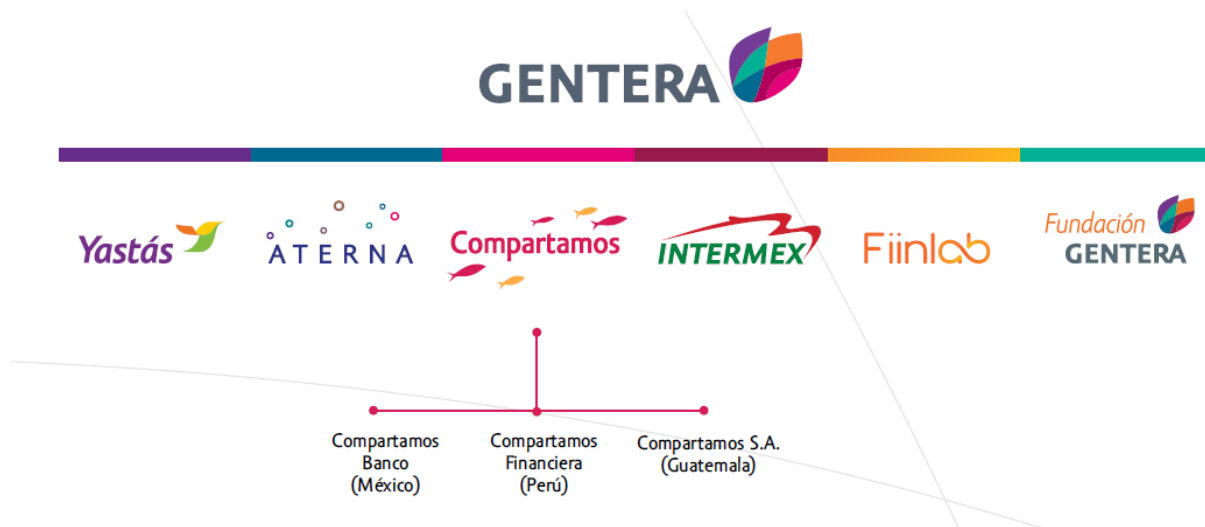 GENTERA
Yastás
ATERNA
Compartamos
INTERMEX
Fiinlab
Fundación
GENTERA
Compartamos
Banco
(México)
Compartamos
Financiera
(Perú)
Compartamos S.A.
(Guatemala)